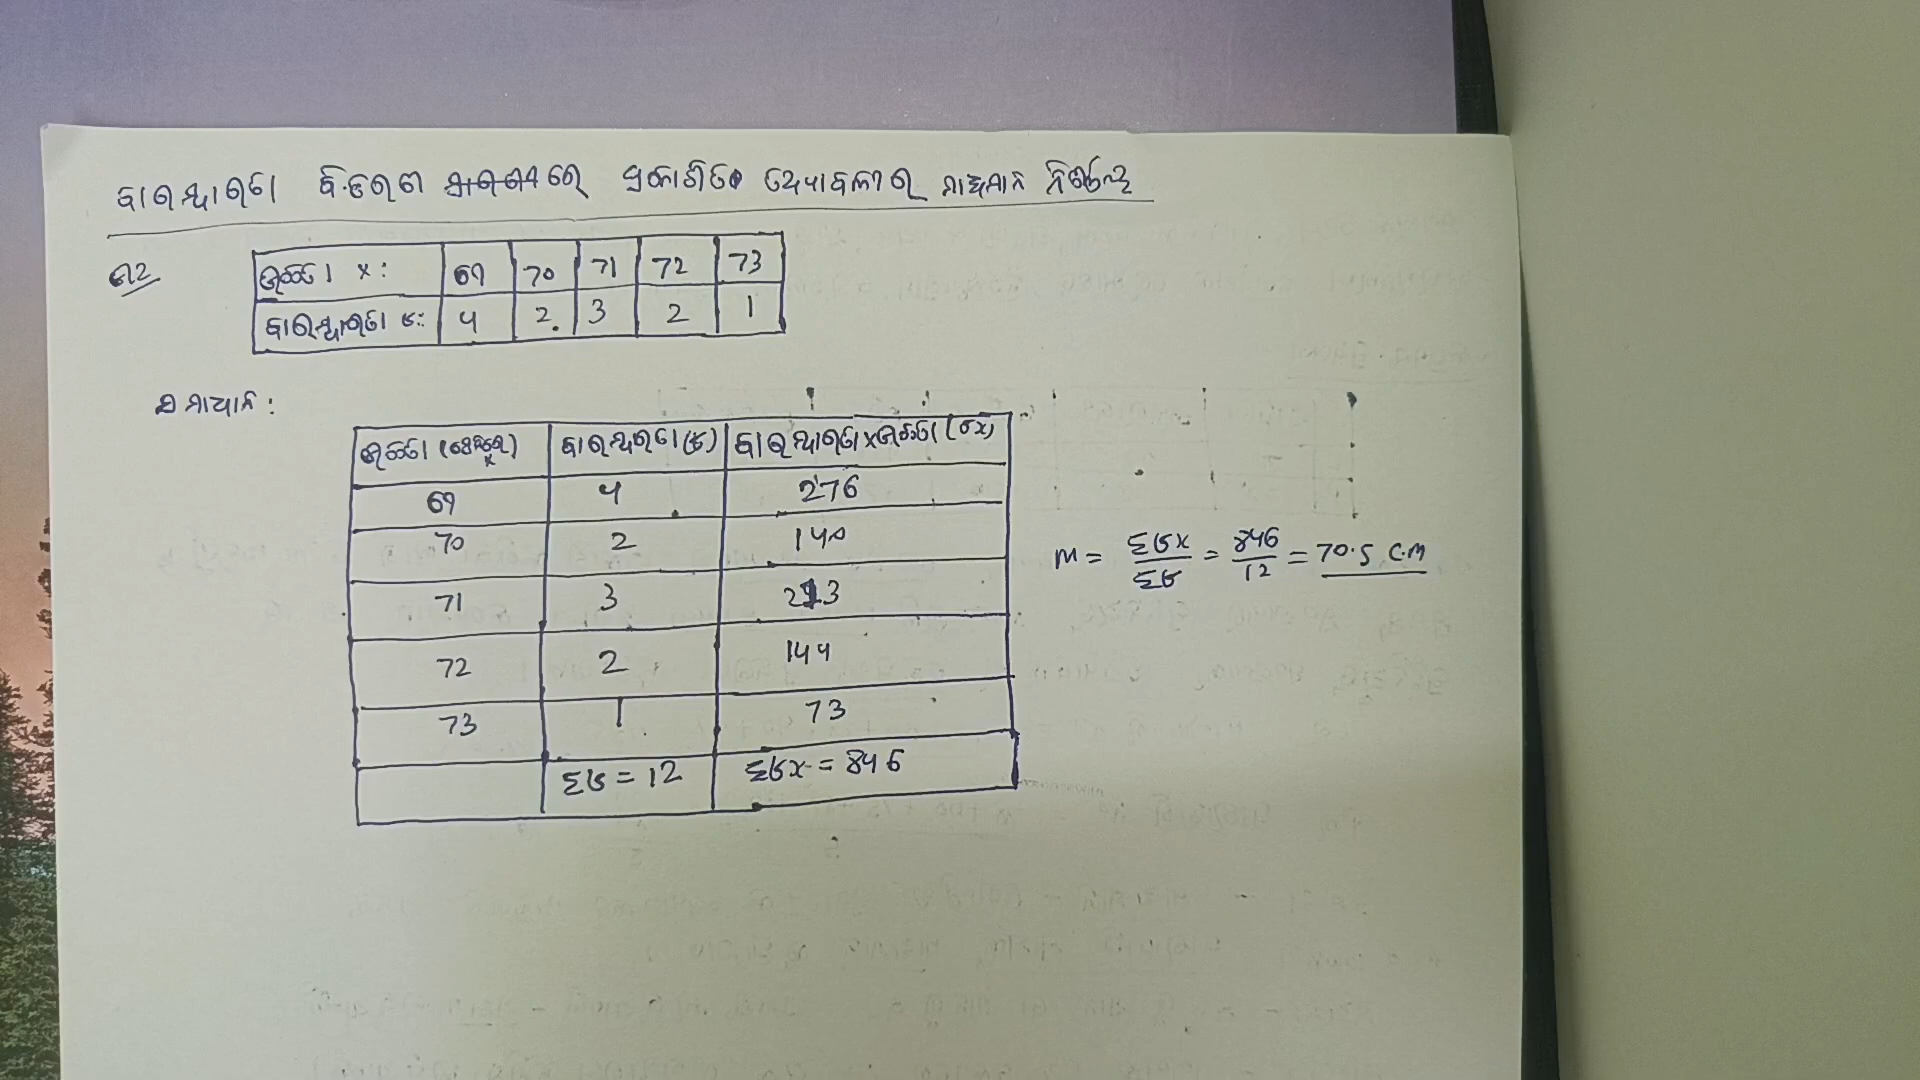 ବାରମ୍ବାରତା ବିତରଣ ସାରଣୀରେ ପ୍ରକାଶିତ ତଥ୍ୟାବଳୀର ମାଧ୍ୟମାନ ନିର୍ଣ୍ଣୟ
ଉଚ୍ଚତା x: 69 70 71 72 73
ବାରମ୍ବାରତା f: 4 2 3 2 1
ସମାଧାନ :
ଉଚ୍ଚତା x ବାରମ୍ବାରତା (f) ବାରମ୍ବାରତା x ଉଚ୍ଚତା (fx)
69 4 276
70 2 140
71 3 213
72 2 144
73 1 73
Σf = 12 Σfx = 846
M = Σfx/Σf = 846/12 = 70.5 C.M